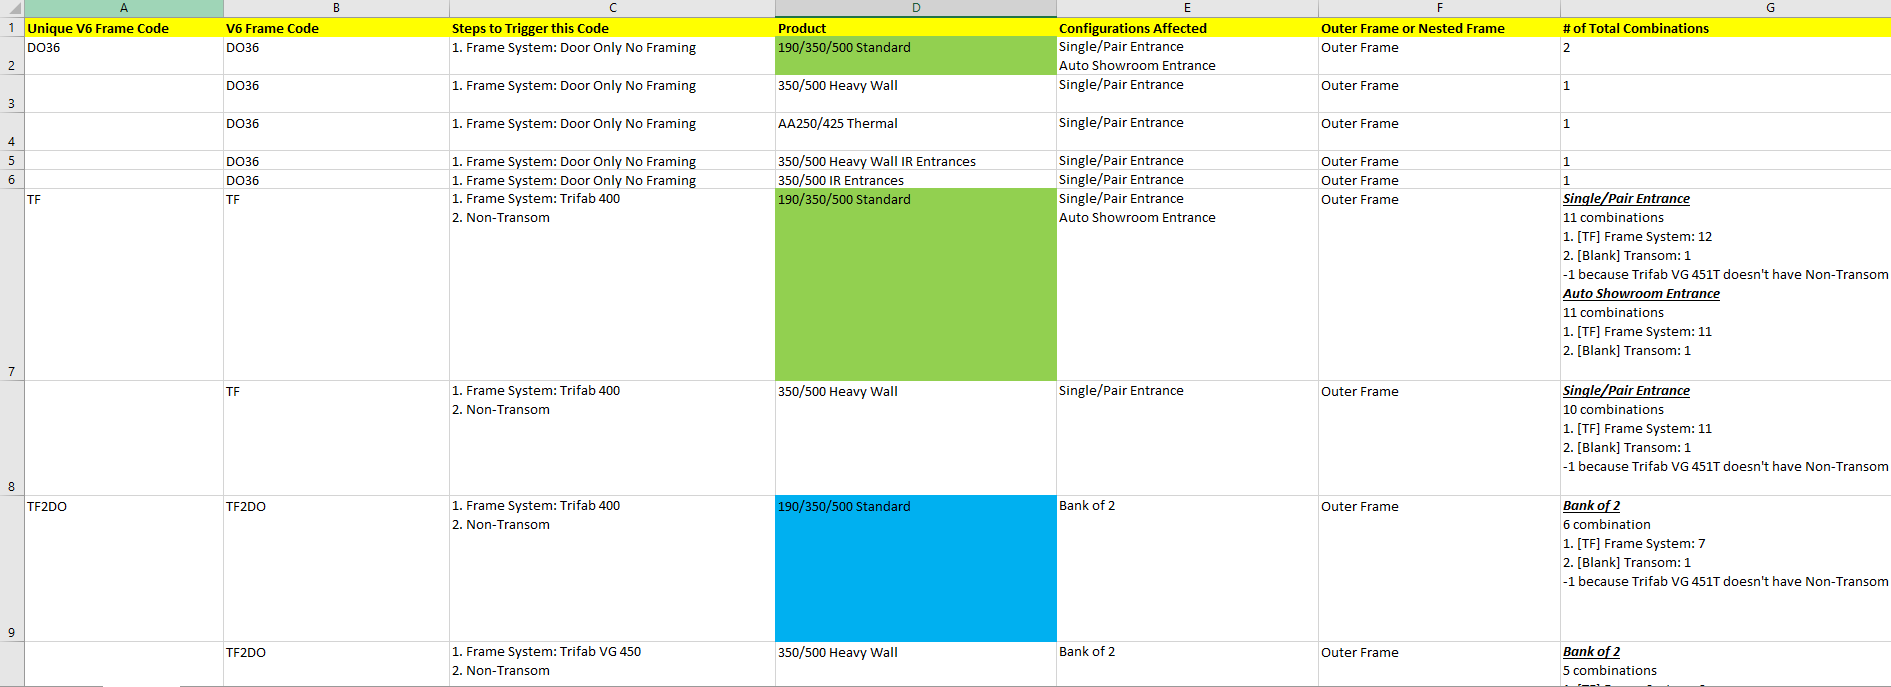 A B C D E F G
1 Unique V6 Frame Code V6 Frame Code Steps to Trigger this Code Product Configurations Affected Outer Frame or Nested Frame # of Total Combinations
DO36 DO36 1. Frame System: Door Only No Framing 190/350/500 Standard Single/Pair Entrance Outer Frame 2
2 Auto Showroom Entrance
DO36 1. Frame System: Door Only No Framing 350/500 Heavy Wall Single/Pair Entrance Outer Frame 1
3
DO36 1. Frame System: Door Only No Framing AA250/425 Thermal Single/Pair Entrance Outer Frame 1
4
5 DO36 1. Frame System: Door Only No Framing 350/500 Heavy Wall IR Entrances Single/Pair Entrance Outer Frame 1
6 DO36 1. Frame System: Door Only No Framing 350/500 IR Entrances Single/Pair Entrance Outer Frame 1
TF TF 1. Frame System: Trifab 400 190/350/500 Standard Single/Pair Entrance Outer Frame Single/Pair Entrance
2. Non-Transom Auto Showroom Entrance 11 combinations
1. [TF] Frame System: 12
2. [Blank] Transom: 1
-1 because Trifab VG 451T doesn't have Non-Transom
Auto Showroom Entrance
11 combinations
1. [TF] Frame System: 11
2. [Blank] Transom: 1
7
TF 1. Frame System: Trifab 400 350/500 Heavy Wall Single/Pair Entrance Outer Frame Single/Pair Entrance
2. Non-Transom 10 combinations
1. [TF] Frame System: 11
2. [Blank] Transom: 1
-1 because Trifab VG 451T doesn't have Non-Transom
8
TF2DO TF2DO 1. Frame System: Trifab 400 190/350/500 Standard Bank of 2 Outer Frame Bank of 2
2. Non-Transom 6 combination
1. [TF] Frame System: 7
2. [Blank] Transom: 1
-1 because Trifab VG 451T doesn't have Non-Transom
9
TF2DO 1. Frame System: Trifab VG 450 350/500 Heavy Wall Bank of 2 Outer Frame Bank of 2
2. Non-Transom 5 combinations